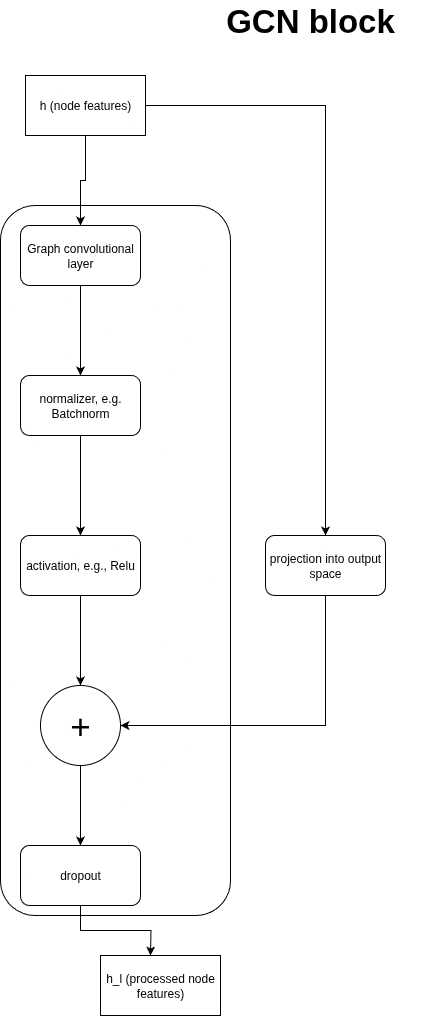 GCN block
h (node features)
Graph convolutional
layer
normalizer, e.g.
Batchnorm
activation, e.g., Relu
projection into output
space
+
dropout
h_l (processed node
features)